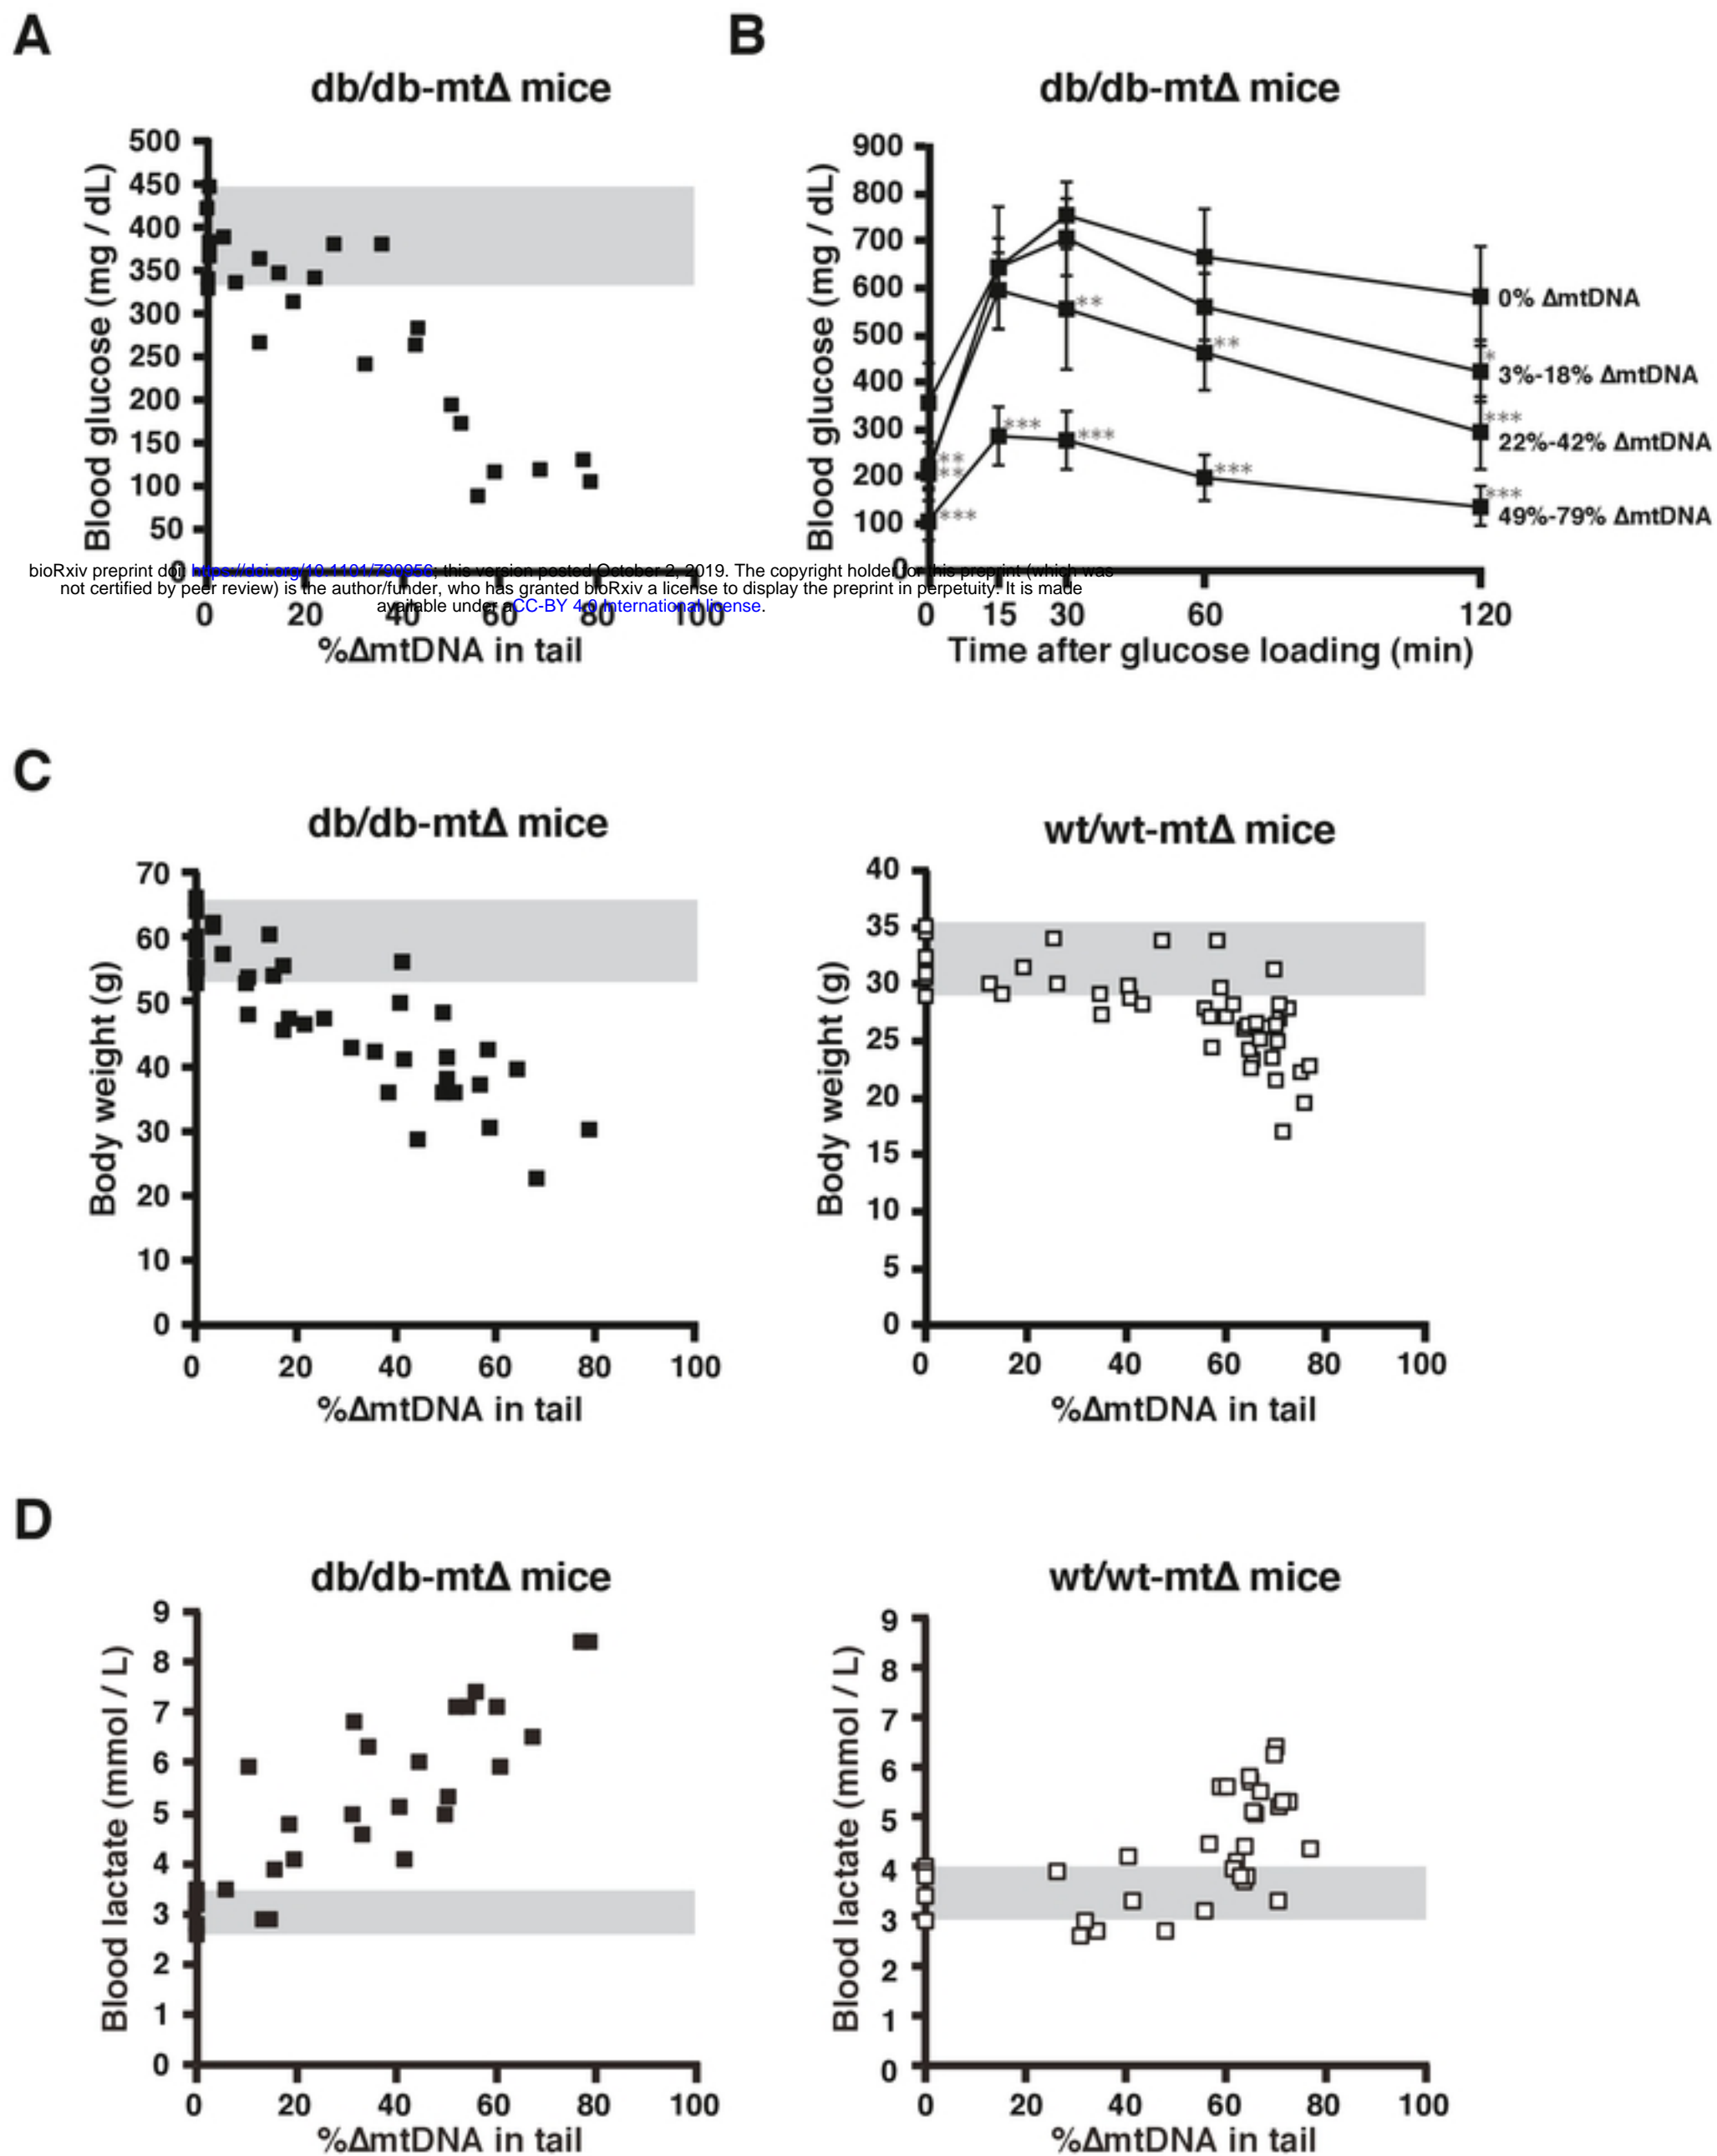 A
db/db-mtΔ mice
Blood glucose (mg / dL)
500
450
400
350
300
250
200
150
100
50
0
0 20 40 60 80 100
%ΔmtDNA in tail
B
db/db-mtΔ mice
Blood glucose (mg / dL)
900
800
700
600
500
400
300
200
100
0
**
**
***
***
**
***
**
***
*
***
***
0% ΔmtDNA
3%-18% ΔmtDNA
22%-42% ΔmtDNA
49%-79% ΔmtDNA
0 15 30 60 120
Time after glucose loading (min)
bioRxiv preprint doi: https://doi.org/10.1101/790956; this version posted October 2, 2019. The copyright holder for this preprint (which was
not certified by peer review) is the author/funder, who has granted bioRxiv a license to display the preprint in perpetuity. It is made
available under aCC-BY 4.0 International license.
C
db/db-mtΔ mice
Body weight (g)
70
60
50
40
30
20
10
0
0 20 40 60 80 100
%ΔmtDNA in tail
wt/wt-mtΔ mice
Body weight (g)
40
35
30
25
20
15
10
5
0
0 20 40 60 80 100
%ΔmtDNA in tail
D
db/db-mtΔ mice
Blood lactate (mmol / L)
9
8
7
6
5
4
3
2
1
0
0 20 40 60 80 100
%ΔmtDNA in tail
wt/wt-mtΔ mice
Blood lactate (mmol / L)
9
8
7
6
5
4
3
2
1
0
0 20 40 60 80 100
%ΔmtDNA in tail